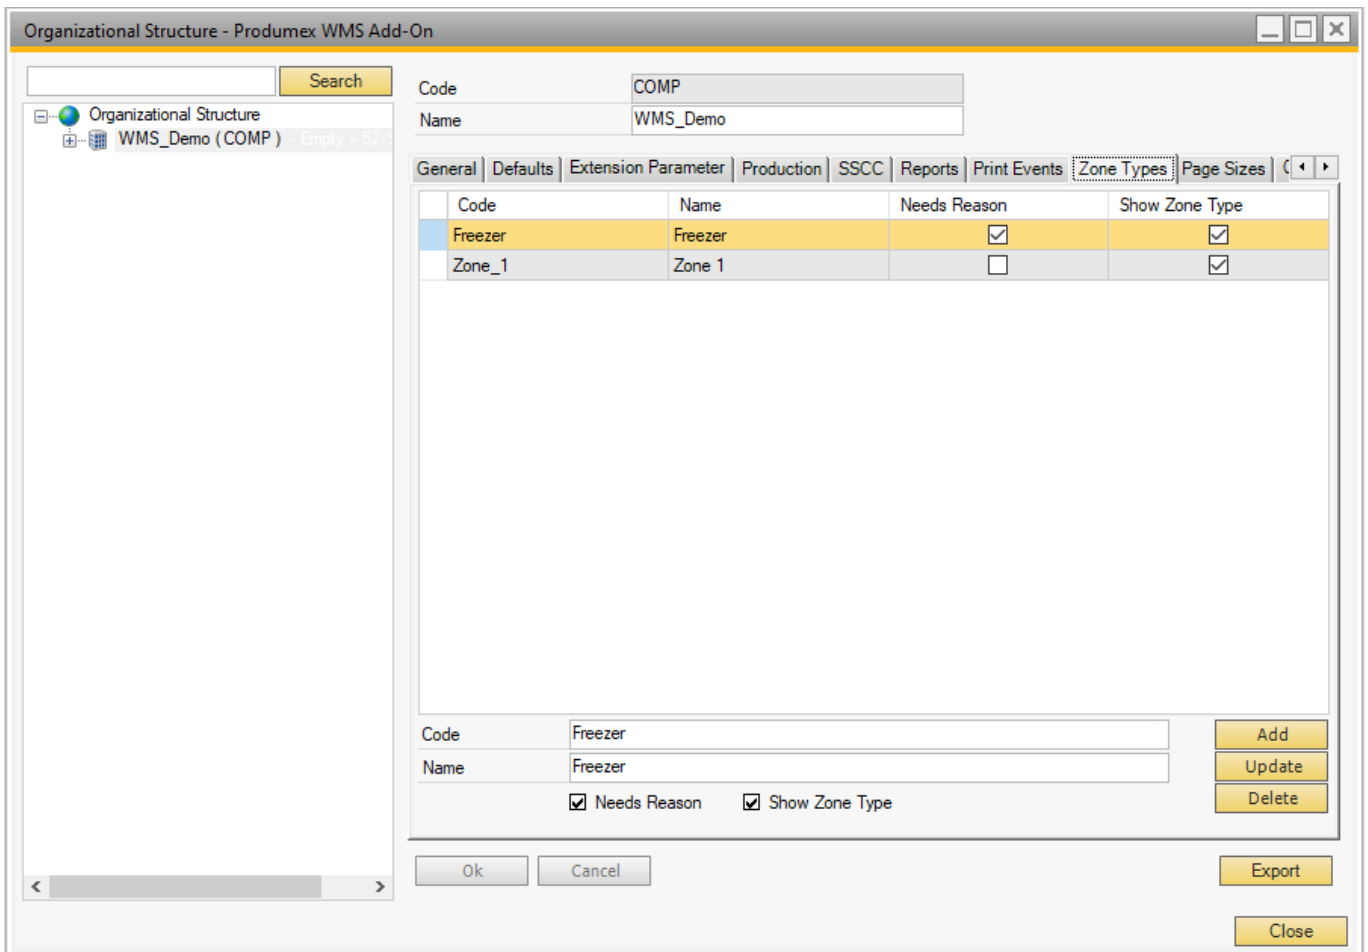 Organizational Structure - Produmex WMS Add-On
Search
Organizational Structure
WMS_Demo ( COMP ) - Empty = 52/
Code COMP
Name WMS_Demo
General Defaults Extension Parameter Production SSCC Reports Print Events Zone Types Page Sizes
Code Name Needs Reason Show Zone Type
Freezer Freezer
Zone_1 Zone 1
Code Freezer Add
Name Freezer Update
Needs Reason Show Zone Type Delete
Ok Cancel Export
Close